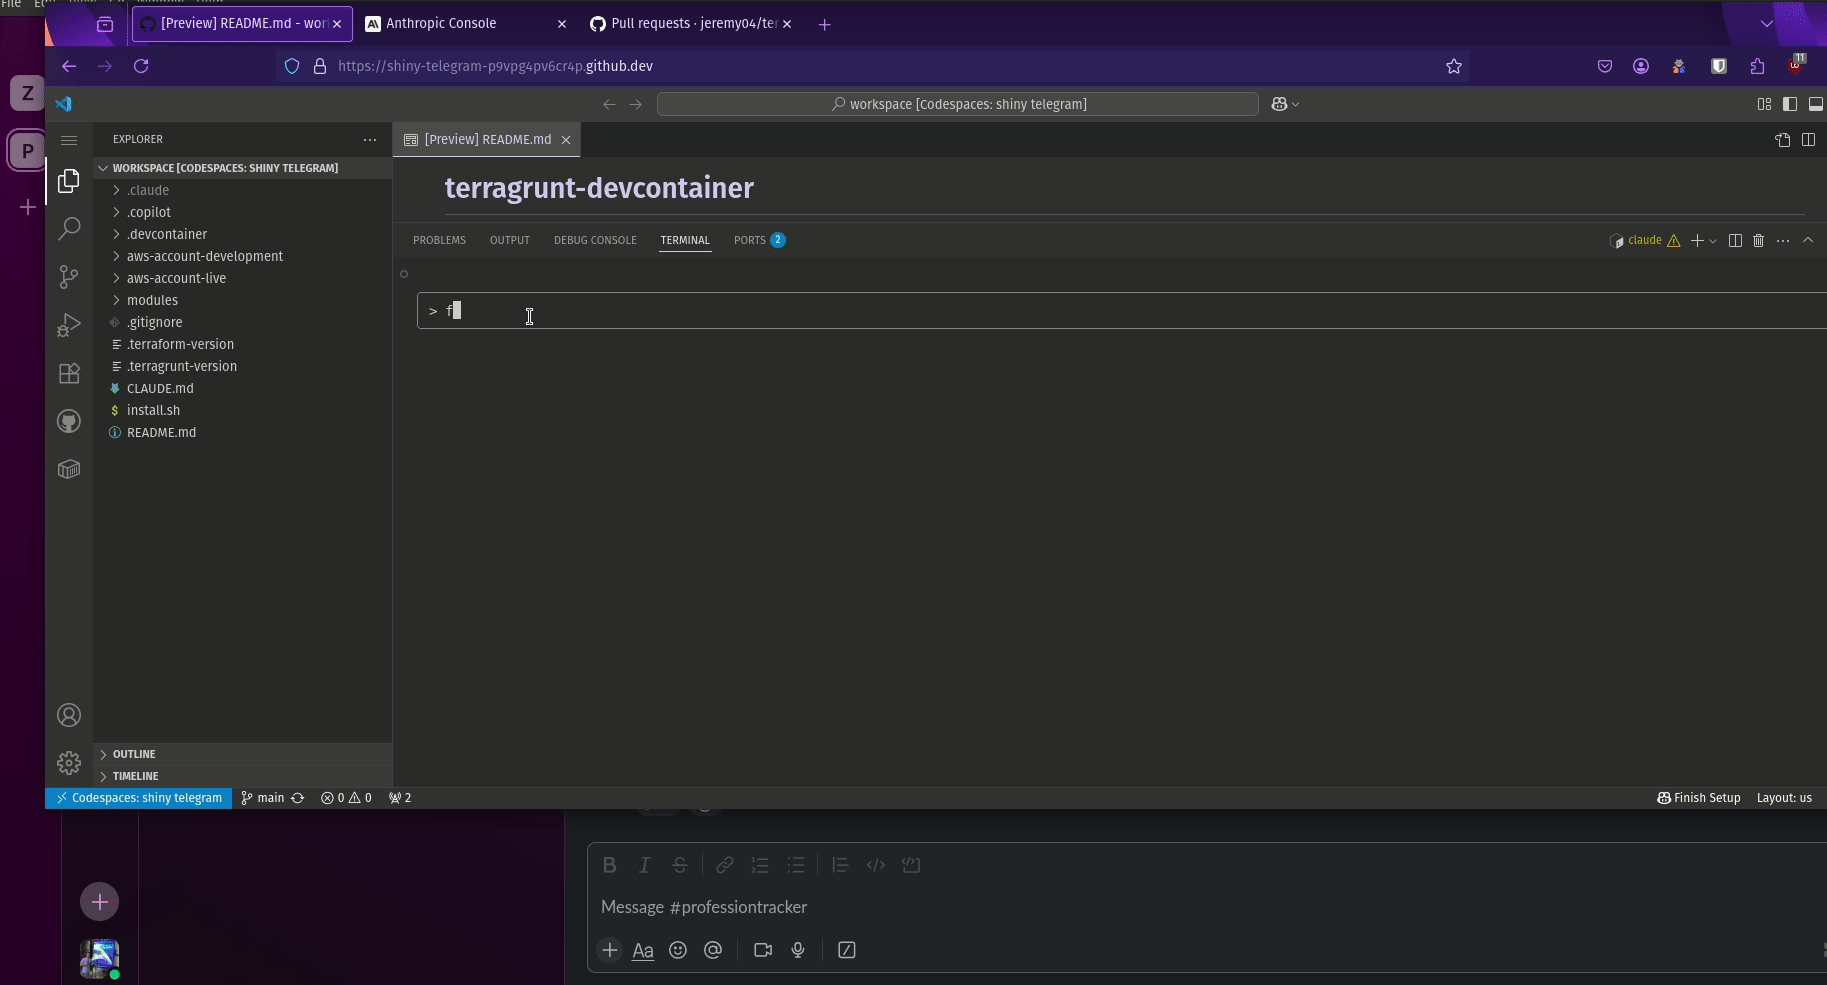 File
[Preview] README.md - wor
Anthropic Console
Pull requests · jeremy04/ter
https://shiny-telegram-p9vpg4pv6cr4p.github.dev
11
Z
P
workspace [Codespaces: shiny telegram]
EXPLORER
[Preview] README.md
WORKSPACE [CODESPACES: SHINY TELEGRAM]
.claude
.copilot
.devcontainer
aws-account-development
aws-account-live
modules
.gitignore
.terraform-version
.terragrunt-version
CLAUDE.md
$ install.sh
README.md
OUTLINE
TIMELINE
terragrunt-devcontainer
PROBLEMS OUTPUT DEBUG CONSOLE TERMINAL PORTS 2
claude
> f
Codespaces: shiny telegram main 0 0 2
Finish Setup Layout: us
Message #professiontracker
Aa